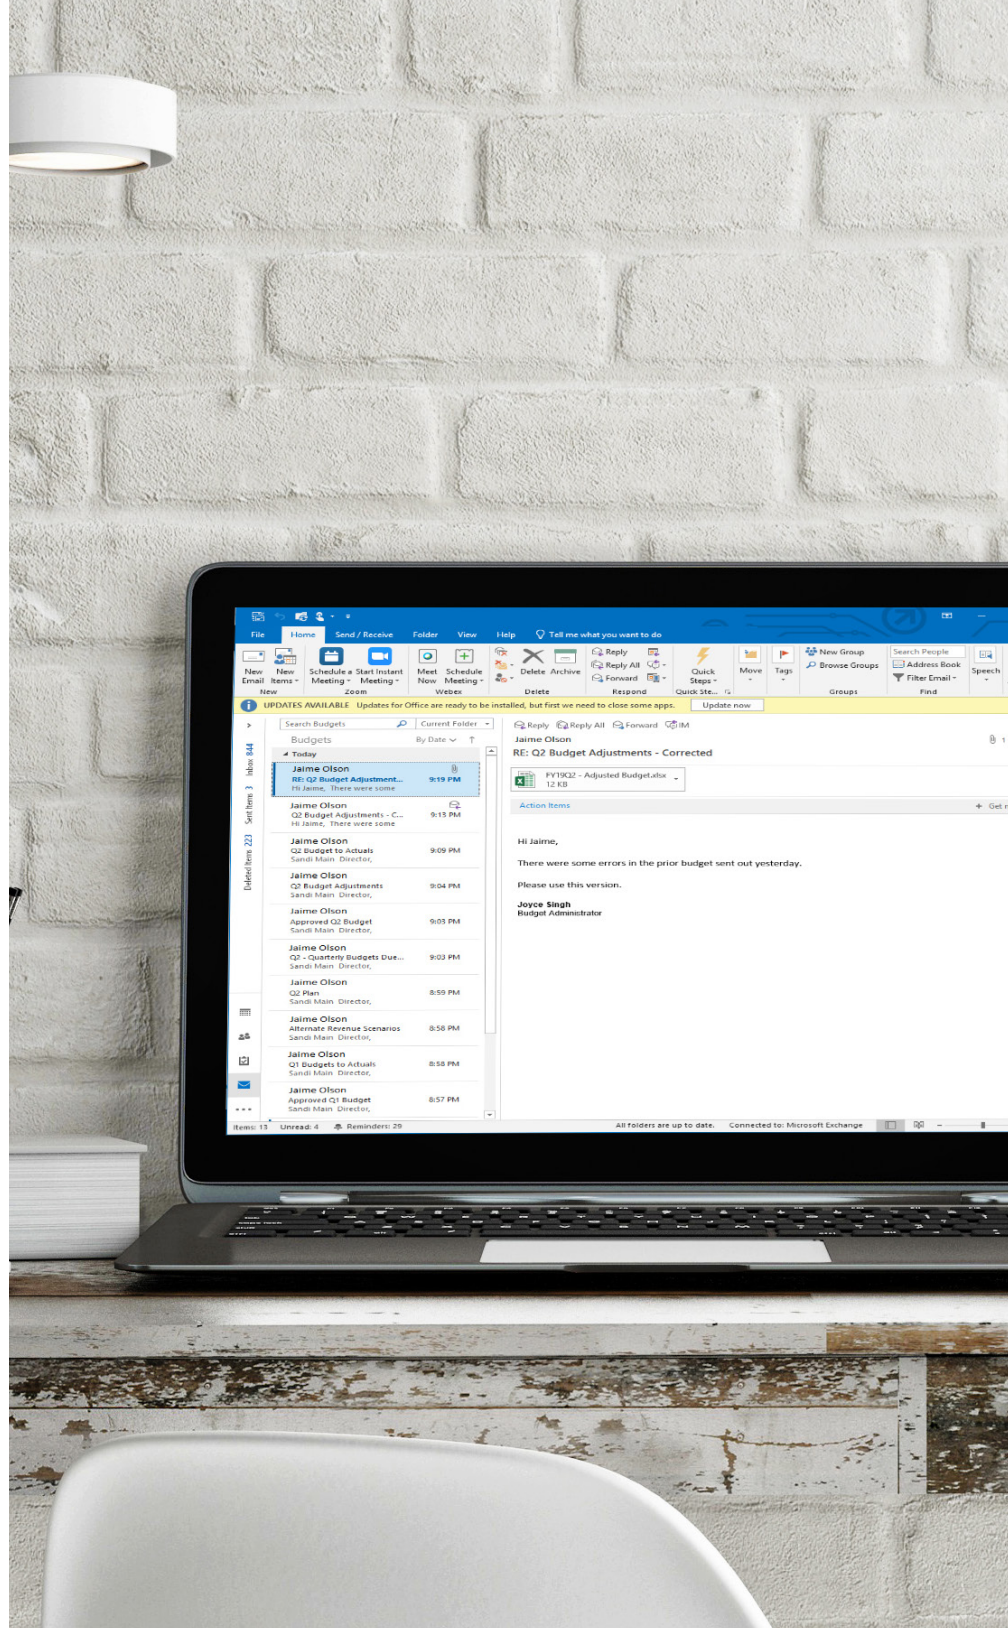 File Home Send / Receive Folder View Help Tell me what you want to do
New Email
New Items
Schedule a Meeting
Start Instant Meeting
Meet Now
Schedule Meeting
Delete Archive
Reply
Reply All
Forward
Quick Steps
Move
Tags
New Group
Browse Groups
Search People
Address Book
Filter Email
Speech
New Zoom Webex Delete Respond Quick Ste... Groups Find
UPDATES AVAILABLE Updates for Office are ready to be installed, but first we need to close some apps. Update now
Inbox 844
Sent Items 3
Deleted Items 223
Search Budgets Current Folder
Budgets By Date
Today
Jaime Olson
RE: Q2 Budget Adjustment... 9:19 PM
Hi Jaime, There were some
Jaime Olson
Q2 Budget Adjustments - C... 9:13 PM
Hi Jaime, There were some
Jaime Olson
Q2 Budget to Actuals 9:09 PM
Sandi Main Director,
Jaime Olson
Q2 Budget Adjustments 9:04 PM
Sandi Main Director,
Jaime Olson
Approved Q2 Budget 9:03 PM
Sandi Main Director,
Jaime Olson
Q2 - Quarterly Budgets Due... 9:03 PM
Sandi Main Director,
Jaime Olson
Q2 Plan 8:59 PM
Sandi Main Director,
Jaime Olson
Alternate Revenue Scenarios 8:58 PM
Sandi Main Director,
Jaime Olson
Q1 Budgets to Actuals 8:58 PM
Sandi Main Director,
Jaime Olson
Approved Q1 Budget 8:57 PM
Sandi Main Director,
Reply Reply All Forward IM
Jaime Olson
RE: Q2 Budget Adjustments - Corrected
FY19Q2 - Adjusted Budget.xlsx
12 KB
Action Items + Get
Hi Jaime,
There were some errors in the prior budget sent out yesterday.
Please use this version.
Joyce Singh
Budget Administrator
Items: 13 Unread: 4 Reminders: 29 All folders are up to date. Connected to: Microsoft Exchange